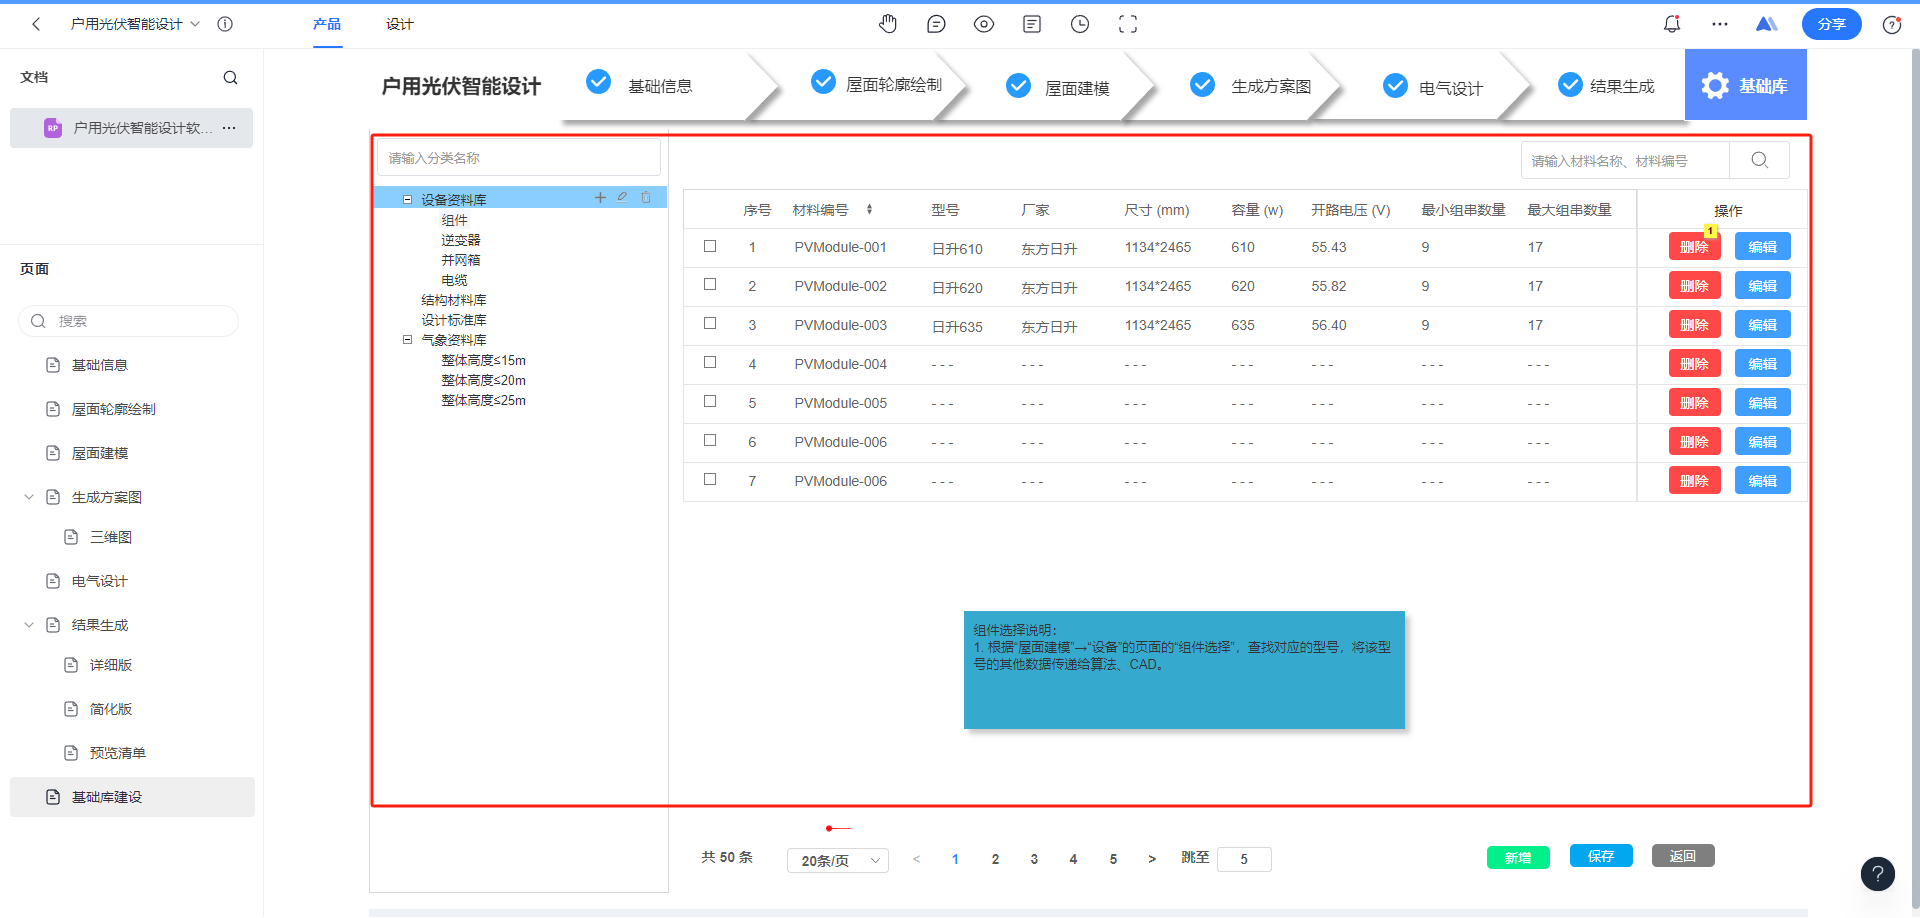 户用光伏智能设计
产品
设计
分享
文档
RP
户用光伏智能设计软...
页面
搜索
基础信息
屋面轮廓绘制
屋面建模
生成方案图
三维图
电气设计
结果生成
详细版
简化版
预览清单
基础库建设
户用光伏智能设计
基础信息
屋面轮廓绘制
屋面建模
生成方案图
电气设计
结果生成
基础库
请输入分类名称
设备资料库
组件
逆变器
并网箱
电缆
结构材料库
设计标准库
气象资料库
整体高度≤15m
整体高度≤20m
整体高度≤25m
请输入材料名称、材料编号
序号 材料编号 型号 厂家 尺寸 (mm) 容量 (w) 开路电压 (V) 最小组串数量 最大组串数量 操作
1
1 PVModule-001 日升610 东方日升 1134*2465 610 55.43 9 17 删除 编辑
2 PVModule-002 日升620 东方日升 1134*2465 620 55.82 9 17 删除 编辑
3 PVModule-003 日升635 东方日升 1134*2465 635 56.40 9 17 删除 编辑
4 PVModule-004 --- --- --- --- --- --- --- 删除 编辑
5 PVModule-005 --- --- --- --- --- --- --- 删除 编辑
6 PVModule-006 --- --- --- --- --- --- --- 删除 编辑
7 PVModule-006 --- --- --- --- --- --- --- 删除 编辑
组件选择说明：
1. 根据“屋面建模”→“设备”的页面的“组件选择”，查找对应的型号，将该型
号的其他数据传递给算法、CAD。
共 50 条 20条/页 < 1 2 3 4 5 > 跳至 5
新增 保存 返回
?